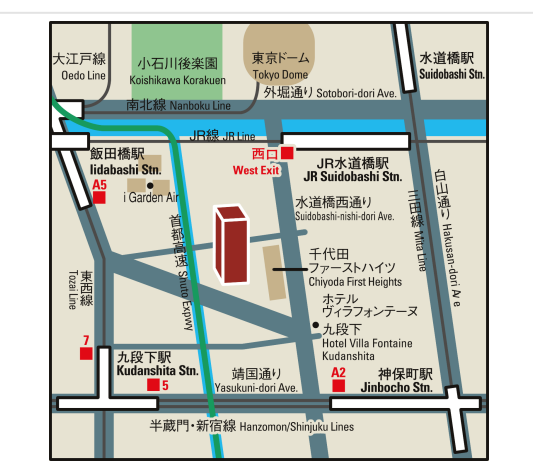 大江戸線
Oedo Line
小石川後楽園
Koishikawa Korakuen
東京ドーム
Tokyo Dome
水道橋駅
Suidobashi Stn.
外堀通り Sotobori-dori Ave.
南北線 Nanboku Line
JR線 JR Line
西口
West Exit
飯田橋駅
Iidabashi Stn.
A5
i Garden Air
JR水道橋駅
JR Suidobashi Stn.
水道橋西通り
Suidobashi-nishi-dori Ave.
白山通り Hakusan-dori Ave
三田線 Mita Line
首都高速 Shuto Expwy
千代田
ファーストハイツ
Chiyoda First Heights
東西線
Tozai Line
ホテル
ヴィラフォンテーヌ
九段下
Hotel Villa Fontaine
Kudanshita
7
九段下駅
Kudanshita Stn.
5
靖国通り
Yasukuni-dori Ave.
A2
神保町駅
Jinbocho Stn.
半蔵門・新宿線 Hanzomon/Shinjuku Lines